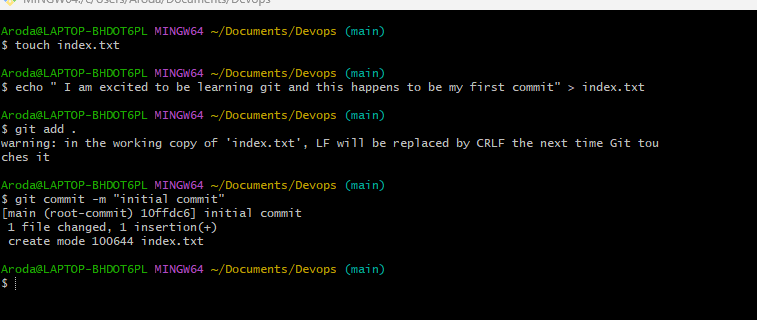 MINGW64:/c/Users/Aroda/Documents/Devops
Aroda@LAPTOP-BHDOT6PL MINGW64 ~/Documents/Devops (main)
$ touch index.txt
Aroda@LAPTOP-BHDOT6PL MINGW64 ~/Documents/Devops (main)
$ echo " I am excited to be learning git and this happens to be my first commit" > index.txt
Aroda@LAPTOP-BHDOT6PL MINGW64 ~/Documents/Devops (main)
$ git add .
warning: in the working copy of 'index.txt', LF will be replaced by CRLF the next time Git tou
ches it
Aroda@LAPTOP-BHDOT6PL MINGW64 ~/Documents/Devops (main)
$ git commit -m "initial commit"
[main (root-commit) 10ffdc6] initial commit
 1 file changed, 1 insertion(+)
 create mode 100644 index.txt
Aroda@LAPTOP-BHDOT6PL MINGW64 ~/Documents/Devops (main)
$